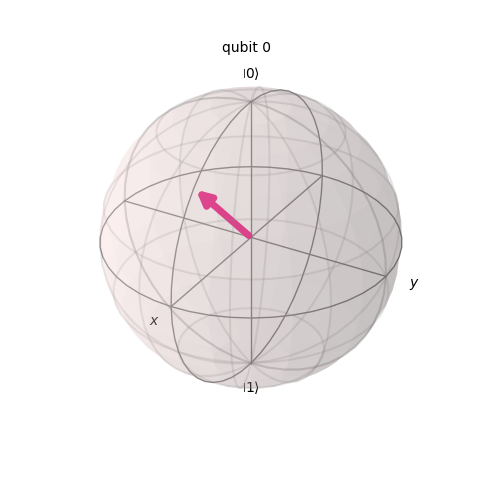 qubit 0
|0⟩
x
y
|1⟩